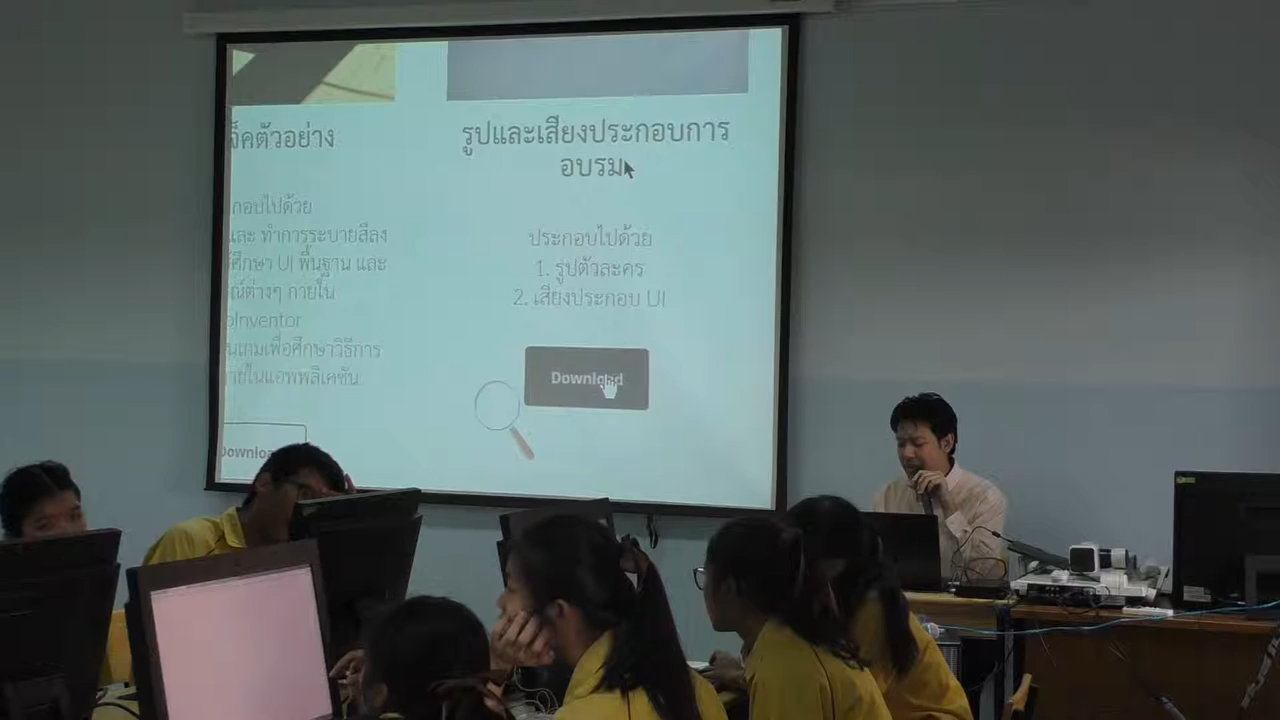 จ็คตัวอย่าง
กอบไปด้วย
และ ทำการระบายสีลง
ศึกษา UI พื้นฐาน และ
ณ์ต่างๆ ภายใน
pInventor
นเกมเพื่อศึกษาวิธีการ
ายในแอพพลิเคชัน
Download
รูปและเสียงประกอบการ
อบรม
ประกอบไปด้วย
1. รูปตัวละคร
2. เสียงประกอบ UI
Download